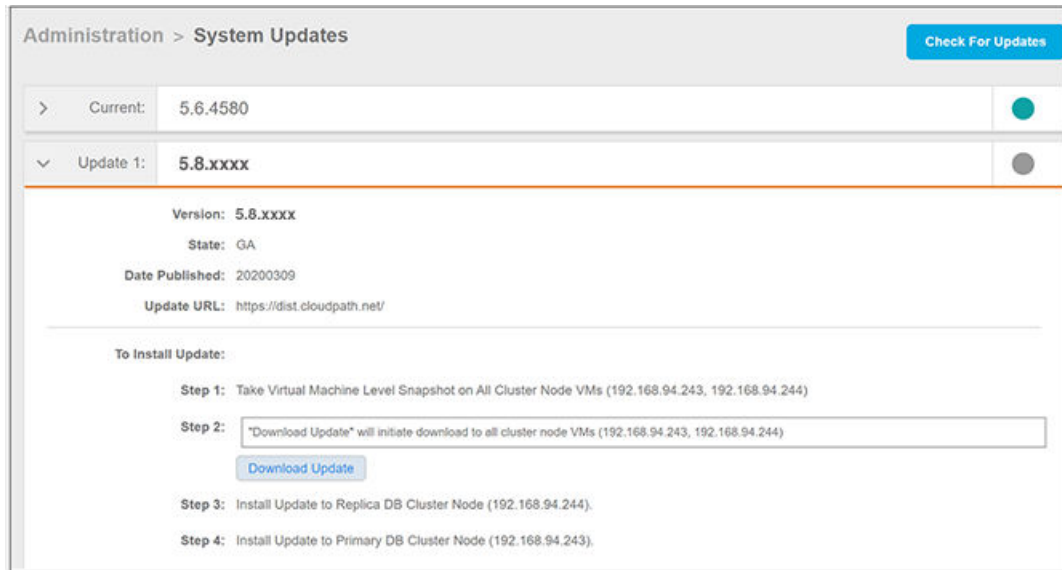 Administration > System Updates
Check For Updates
Current: 5.6.4580
Update 1: 5.8.xxxx
Version: 5.8.xxxx
State: GA
Date Published: 20200309
Update URL: https://dist.cloudpath.net/
To Install Update:
Step 1: Take Virtual Machine Level Snapshot on All Cluster Node VMs (192.168.94.243, 192.168.94.244)
Step 2: "Download Update" will initiate download to all cluster node VMs (192.168.94.243, 192.168.94.244)
Download Update
Step 3: Install Update to Replica DB Cluster Node (192.168.94.244).
Step 4: Install Update to Primary DB Cluster Node (192.168.94.243).